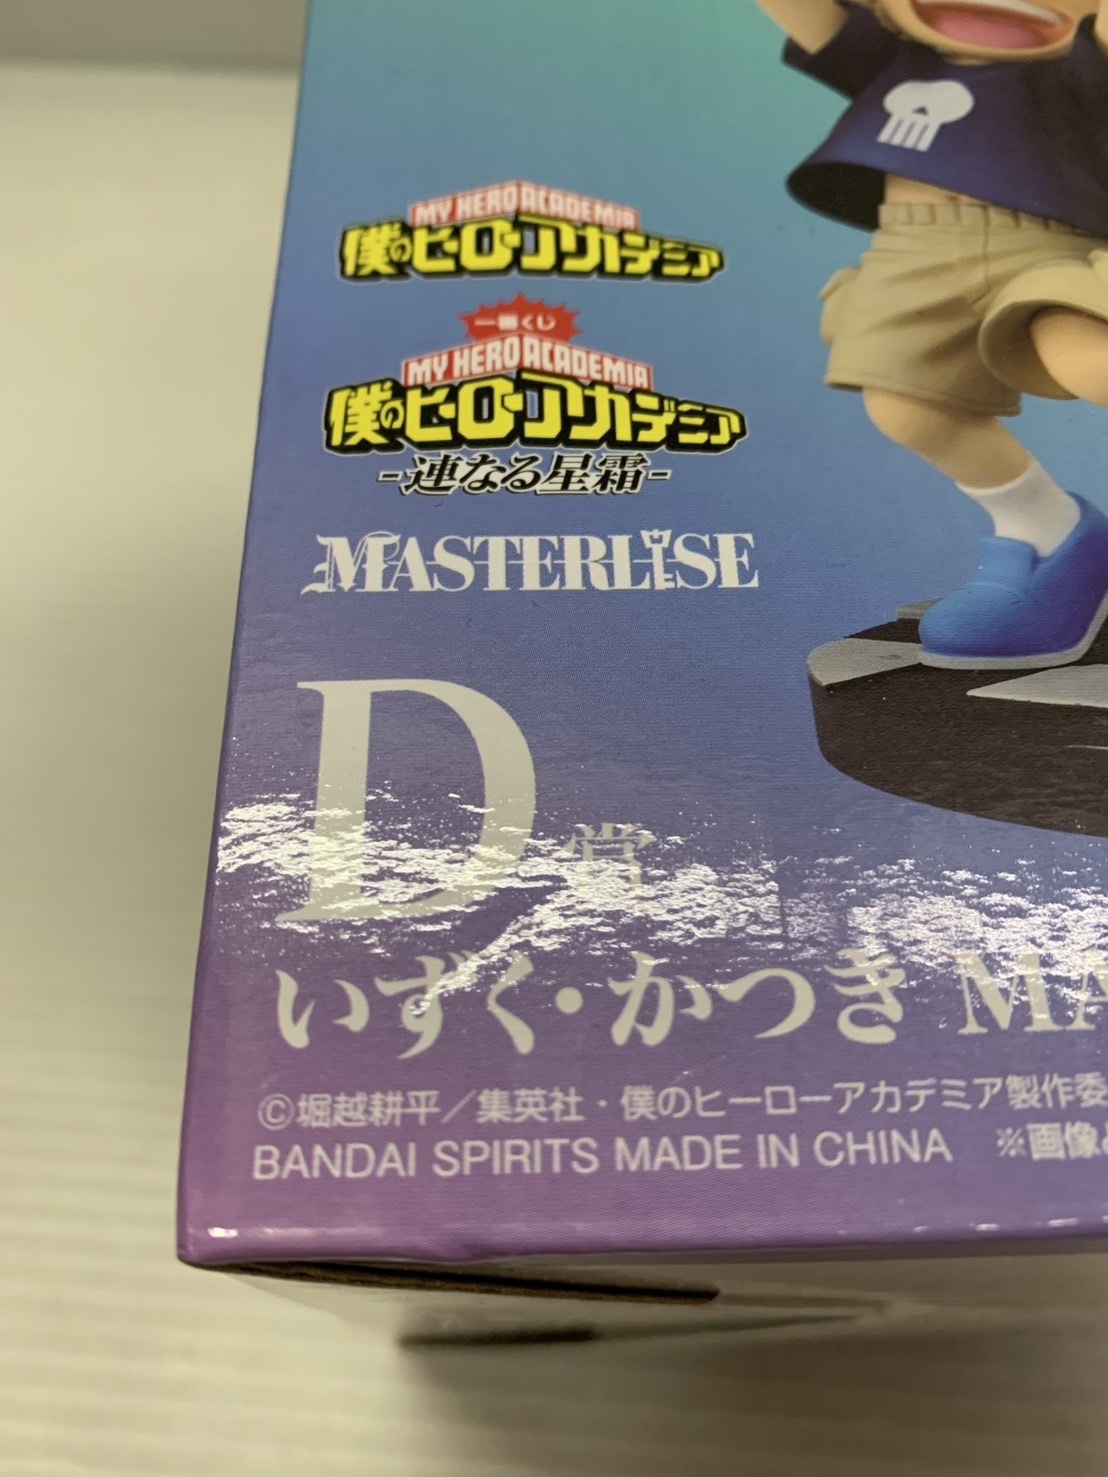 MY HERO ACADEMIA
僕のヒーローアカデミア
一番くじ
MY HERO ACADEMIA
僕のヒーローアカデミア
-連なる星霜-
MASTERLISE
D賞
いずく・かつき MA
©堀越耕平／集英社・僕のヒーローアカデミア製作委
BANDAI SPIRITS MADE IN CHINA ※画像